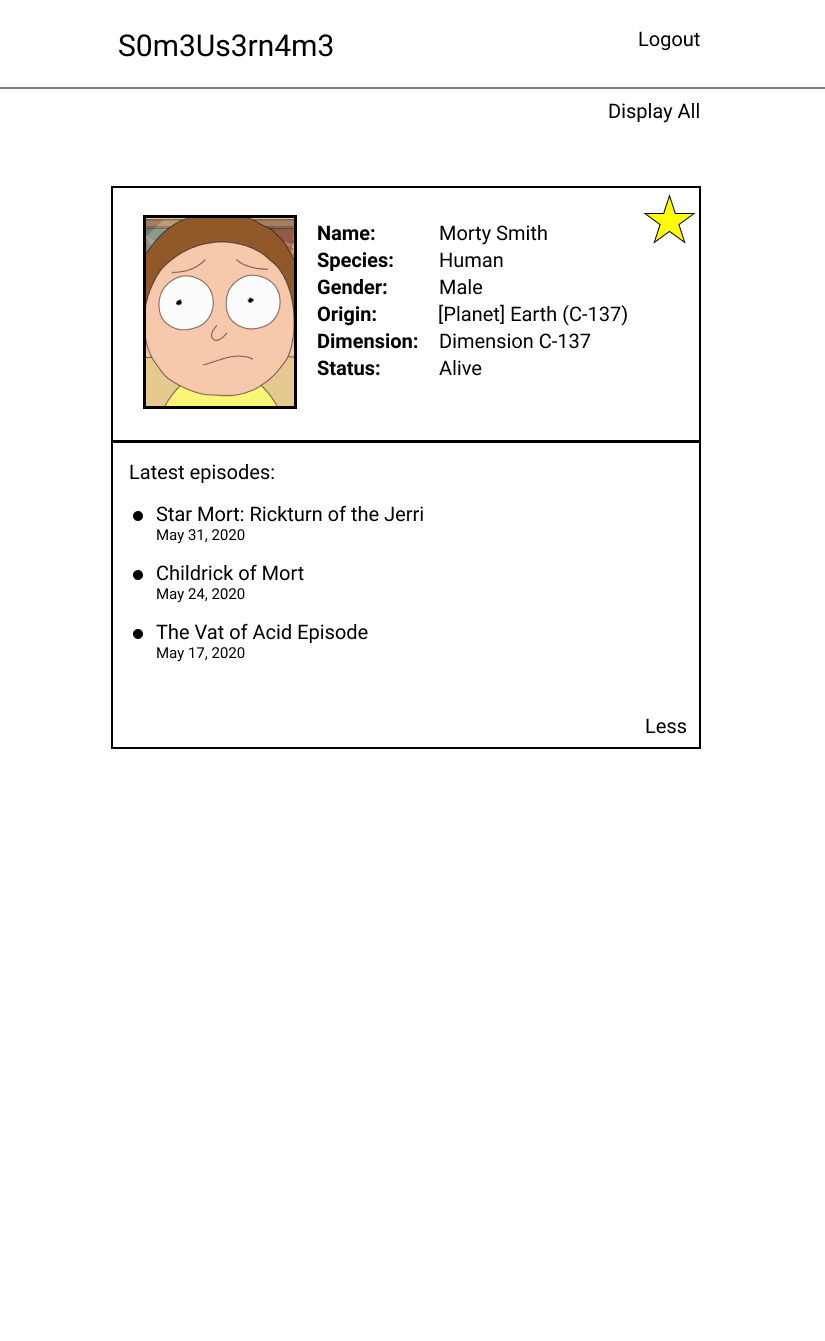 S0m3Us3rn4m3
Logout
Display All
Name: Morty Smith
Species: Human
Gender: Male
Origin: [Planet] Earth (C-137)
Dimension: Dimension C-137
Status: Alive
Latest episodes:
Star Mort: Rickturn of the Jerri
May 31, 2020
Childrick of Mort
May 24, 2020
The Vat of Acid Episode
May 17, 2020
Less